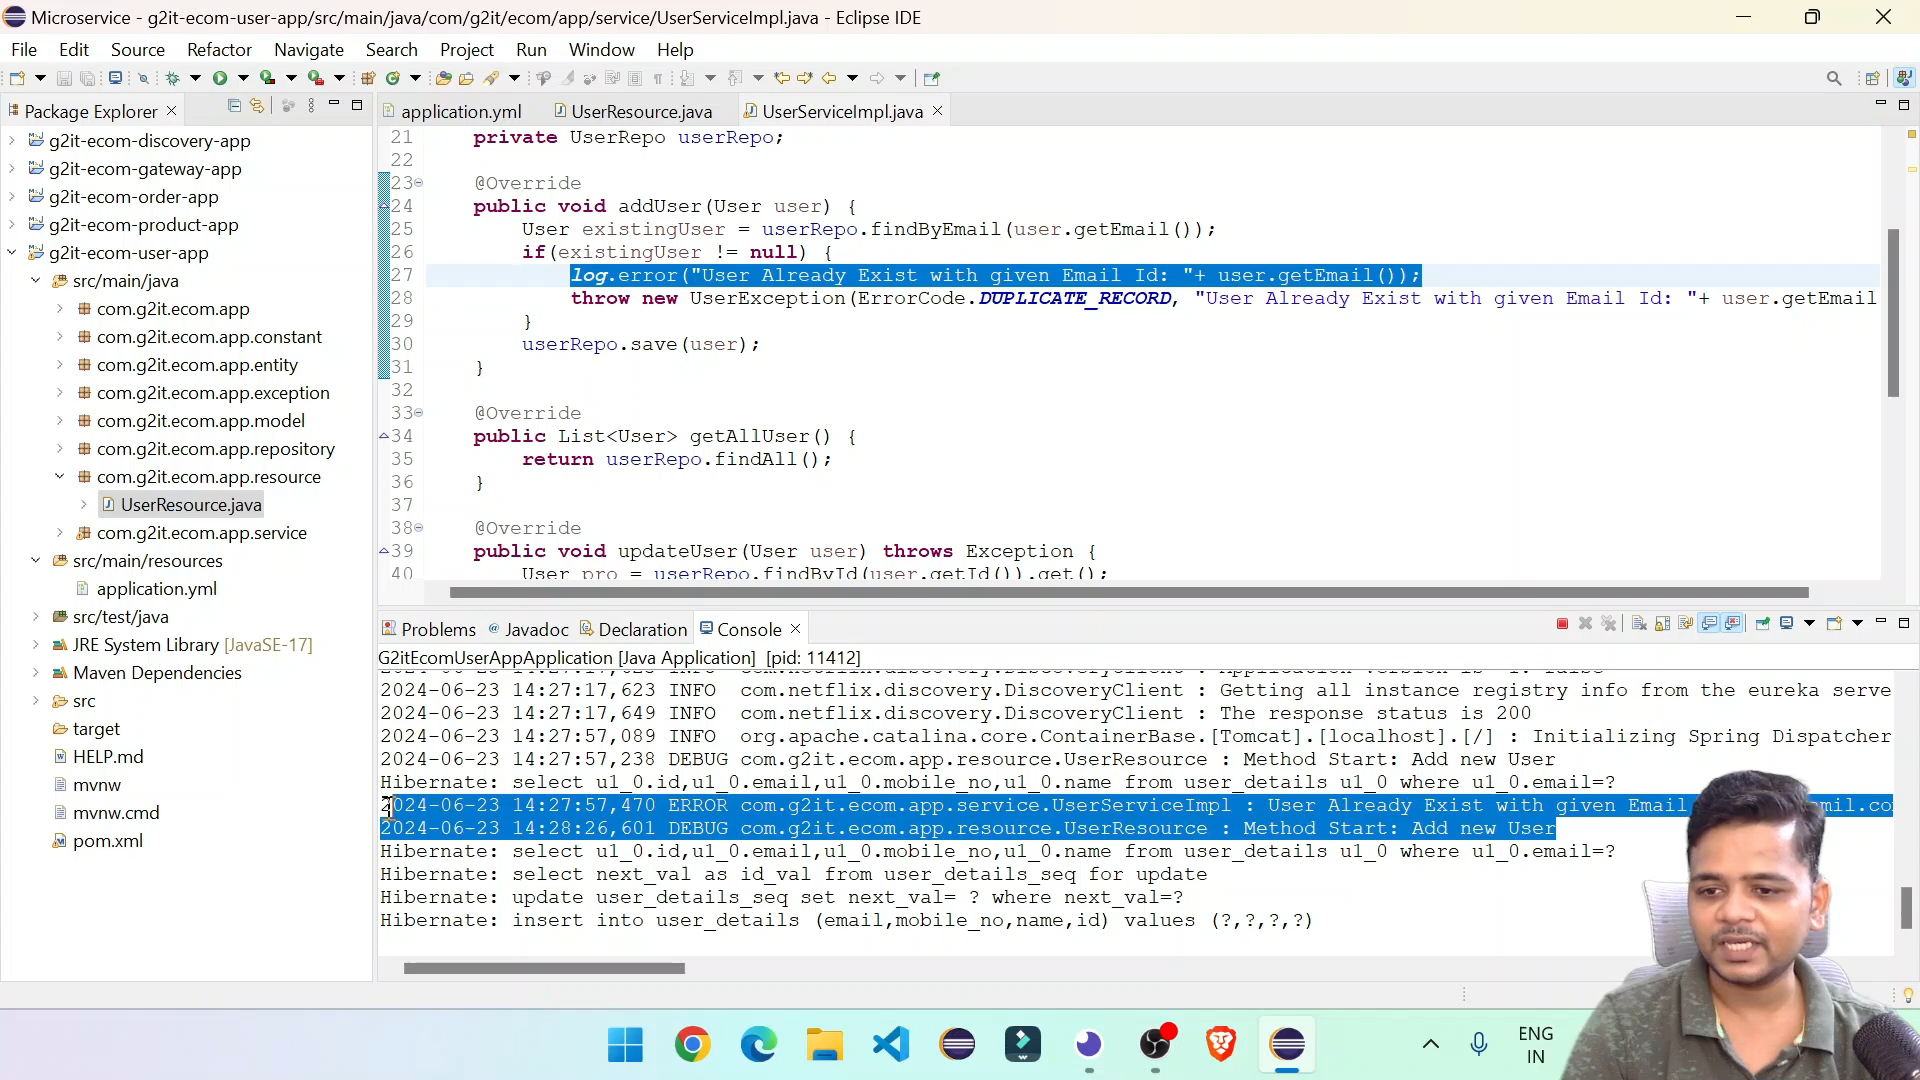 Microservice - g2it-ecom-user-app/src/main/java/com/g2it/ecom/app/service/UserServiceImpl.java - Eclipse IDE
File Edit Source Refactor Navigate Search Project Run Window Help
Package Explorer
g2it-ecom-discovery-app
g2it-ecom-gateway-app
g2it-ecom-order-app
g2it-ecom-product-app
g2it-ecom-user-app
src/main/java
com.g2it.ecom.app
com.g2it.ecom.app.constant
com.g2it.ecom.app.entity
com.g2it.ecom.app.exception
com.g2it.ecom.app.model
com.g2it.ecom.app.repository
com.g2it.ecom.app.resource
UserResource.java
com.g2it.ecom.app.service
src/main/resources
application.yml
src/test/java
JRE System Library [JavaSE-17]
Maven Dependencies
src
target
HELP.md
mvnw
mvnw.cmd
pom.xml
application.yml UserResource.java UserServiceImpl.java
21 private UserRepo userRepo;
22
23 @Override
24 public void addUser(User user) {
25 User existingUser = userRepo.findByEmail(user.getEmail());
26 if(existingUser != null) {
27 log.error("User Already Exist with given Email Id: "+ user.getEmail());
28 throw new UserException(ErrorCode.DUPLICATE_RECORD, "User Already Exist with given Email Id: "+ user.getEmail
29 }
30 userRepo.save(user);
31 }
32
33 @Override
34 public List<User> getAllUser() {
35 return userRepo.findAll();
36 }
37
38 @Override
39 public void updateUser(User user) throws Exception {
40 User pro = userRepo.findById(user.getId()).get();
Problems Javadoc Declaration Console
G2itEcomUserAppApplication [Java Application] [pid: 11412]
2024-06-23 14:27:17,623 INFO com.netflix.discovery.DiscoveryClient : Getting all instance registry info from the eureka serve
2024-06-23 14:27:17,649 INFO com.netflix.discovery.DiscoveryClient : The response status is 200
2024-06-23 14:27:57,089 INFO org.apache.catalina.core.ContainerBase.[Tomcat].[localhost].[/] : Initializing Spring Dispatcher
2024-06-23 14:27:57,238 DEBUG com.g2it.ecom.app.resource.UserResource : Method Start: Add new User
Hibernate: select u1_0.id,u1_0.email,u1_0.mobile_no,u1_0.name from user_details u1_0 where u1_0.email=?
2024-06-23 14:27:57,470 ERROR com.g2it.ecom.app.service.UserServiceImpl : User Already Exist with given Email
2024-06-23 14:28:26,601 DEBUG com.g2it.ecom.app.resource.UserResource : Method Start: Add new User
Hibernate: select u1_0.id,u1_0.email,u1_0.mobile_no,u1_0.name from user_details u1_0 where u1_0.email=?
Hibernate: select next_val as id_val from user_details_seq for update
Hibernate: update user_details_seq set next_val= ? where next_val=?
Hibernate: insert into user_details (email,mobile_no,name,id) values (?,?,?,?)
ENG
IN